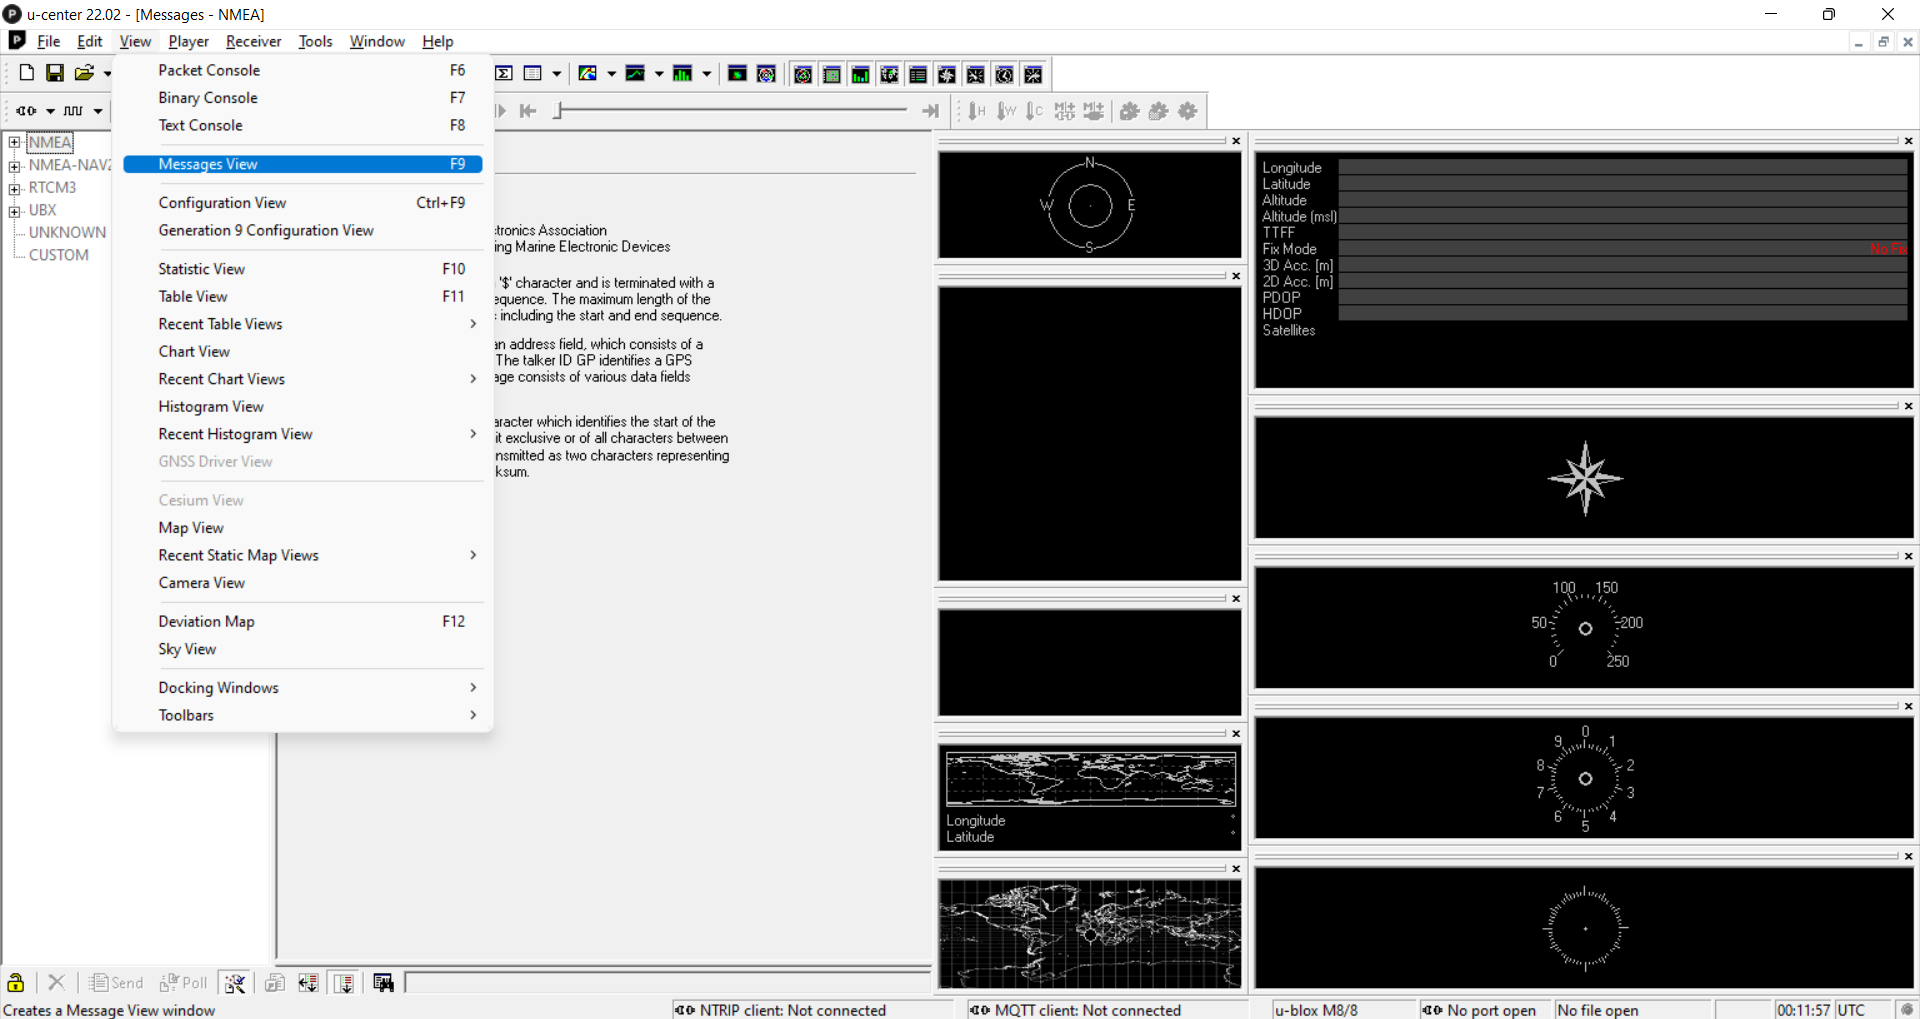 u-center 22.02 - [Messages - NMEA]
File Edit View Player Receiver Tools Window Help
Packet Console F6
Binary Console F7
Text Console F8
Messages View F9
Configuration View Ctrl+F9
Generation 9 Configuration View
Statistic View F10
Table View F11
Recent Table Views
Chart View
Recent Chart Views
Histogram View
Recent Histogram View
GNSS Driver View
Cesium View
Map View
Recent Static Map Views
Camera View
Deviation Map F12
Sky View
Docking Windows
Toolbars
NMEA
NMEA-NAV2
RTCM3
UBX
UNKNOWN
CUSTOM
ctronics Association
ing Marine Electronic Devices
'$' character and is terminated with a
equence. The maximum length of the
including the start and end sequence.
an address field, which consists of a
The talker ID GP identifies a GPS
age consists of various data fields
aracter which identifies the start of the
it exclusive or of all characters between
nsmitted as two characters representing
ksum.
H W C
N
W E
S
Longitude
Latitude
Longitude
Latitude
Altitude
Altitude (msl)
TTFF
Fix Mode No Fix
3D Acc. [m]
2D Acc. [m]
PDOP
HDOP
Satellites
100 150
50 200
0 250
0
9 1
8 2
7 3
6 4
5
Send Poll
Creates a Message View window
NTRIP client: Not connected
MQTT client: Not connected
u-blox M8/8
No port open
No file open
00:11:57 UTC